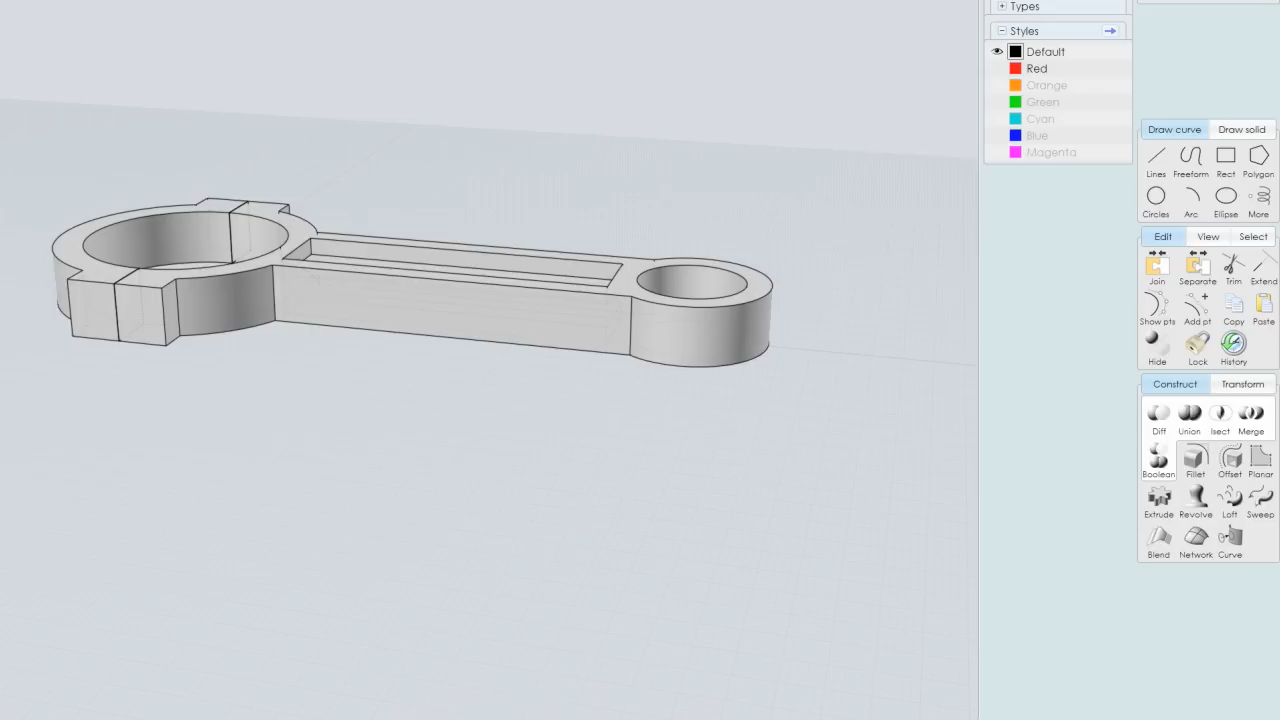 Types
Styles
Default
Red
Orange
Green
Cyan
Blue
Magenta
Draw curve Draw solid
Lines Freeform Rect Polygon
Circles Arc Ellipse More
Edit View Select
Join Separate Trim Extend
Show pts Add pt Copy Paste
Hide Lock History
Construct Transform
Diff Union Isect Merge
Boolean Fillet Offset Planar
Extrude Revolve Loft Sweep
Blend Network Curve